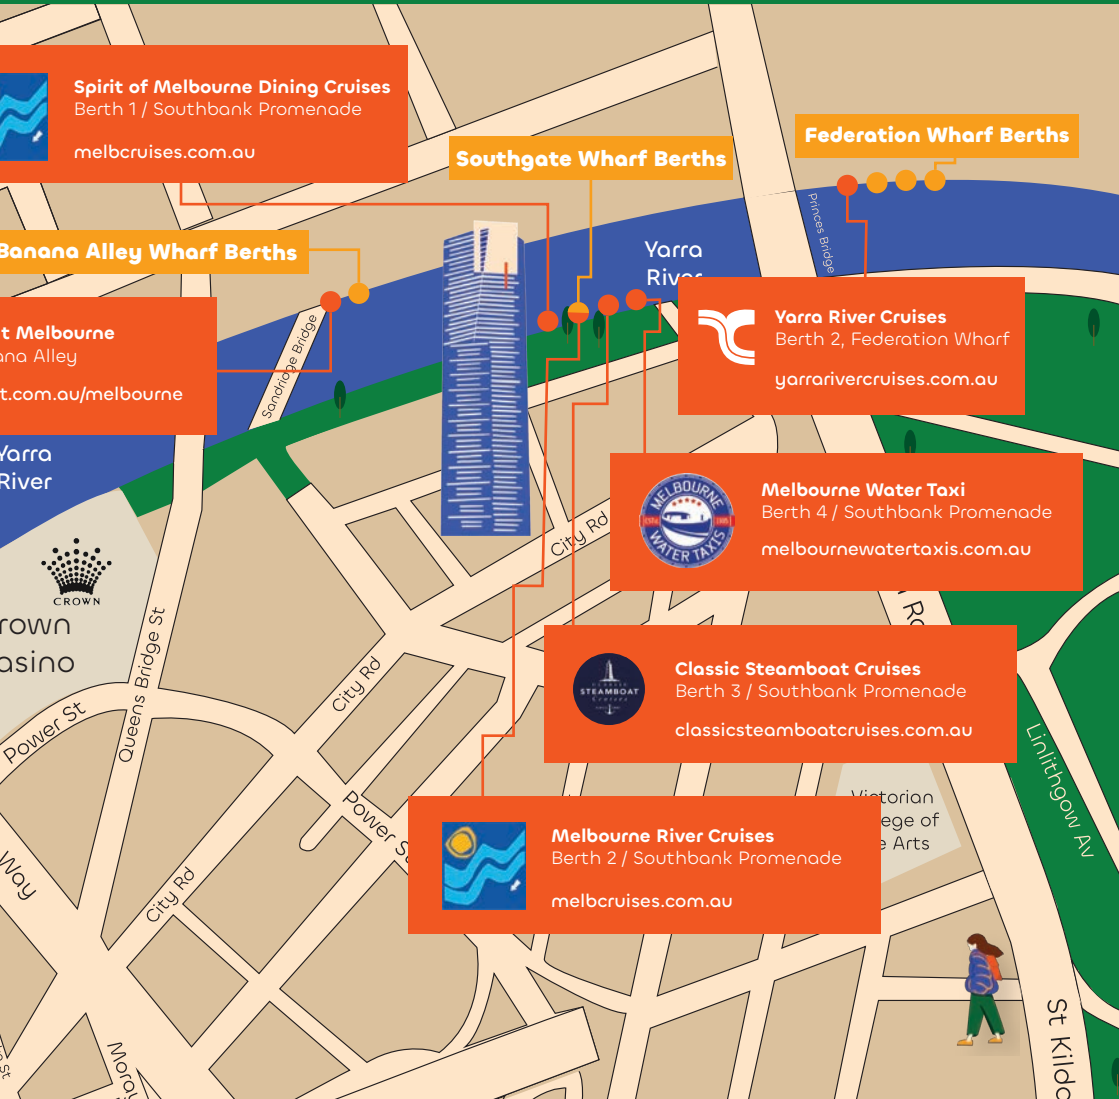 Spirit of Melbourne Dining Cruises
Berth 1 / Southbank Promenade
melbcruises.com.au
Southgate Wharf Berths
Federation Wharf Berths
Princes Bridge
Banana Alley Wharf Berths
Yarra
River
t Melbourne
ana Alley
t.com.au/melbourne
Sandridge Bridge
Yarra River Cruises
Berth 2, Federation Wharf
yarrarivercruises.com.au
Yarra
River
Melbourne Water Taxi
Berth 4 / Southbank Promenade
melbournewatertaxis.com.au
MELBOURNE
WATER TAXIS
City Rd
CROWN
rown
asino
Queens Bridge St
City Rd
Power St
Classic Steamboat Cruises
Berth 3 / Southbank Promenade
classicsteamboatcruises.com.au
STEAMBOAT
Cruises
Linlithgow Av
Power S
Victorian
ege of
e Arts
Melbourne River Cruises
Berth 2 / Southbank Promenade
melbcruises.com.au
Way
City Rd
St Kilda
Moray